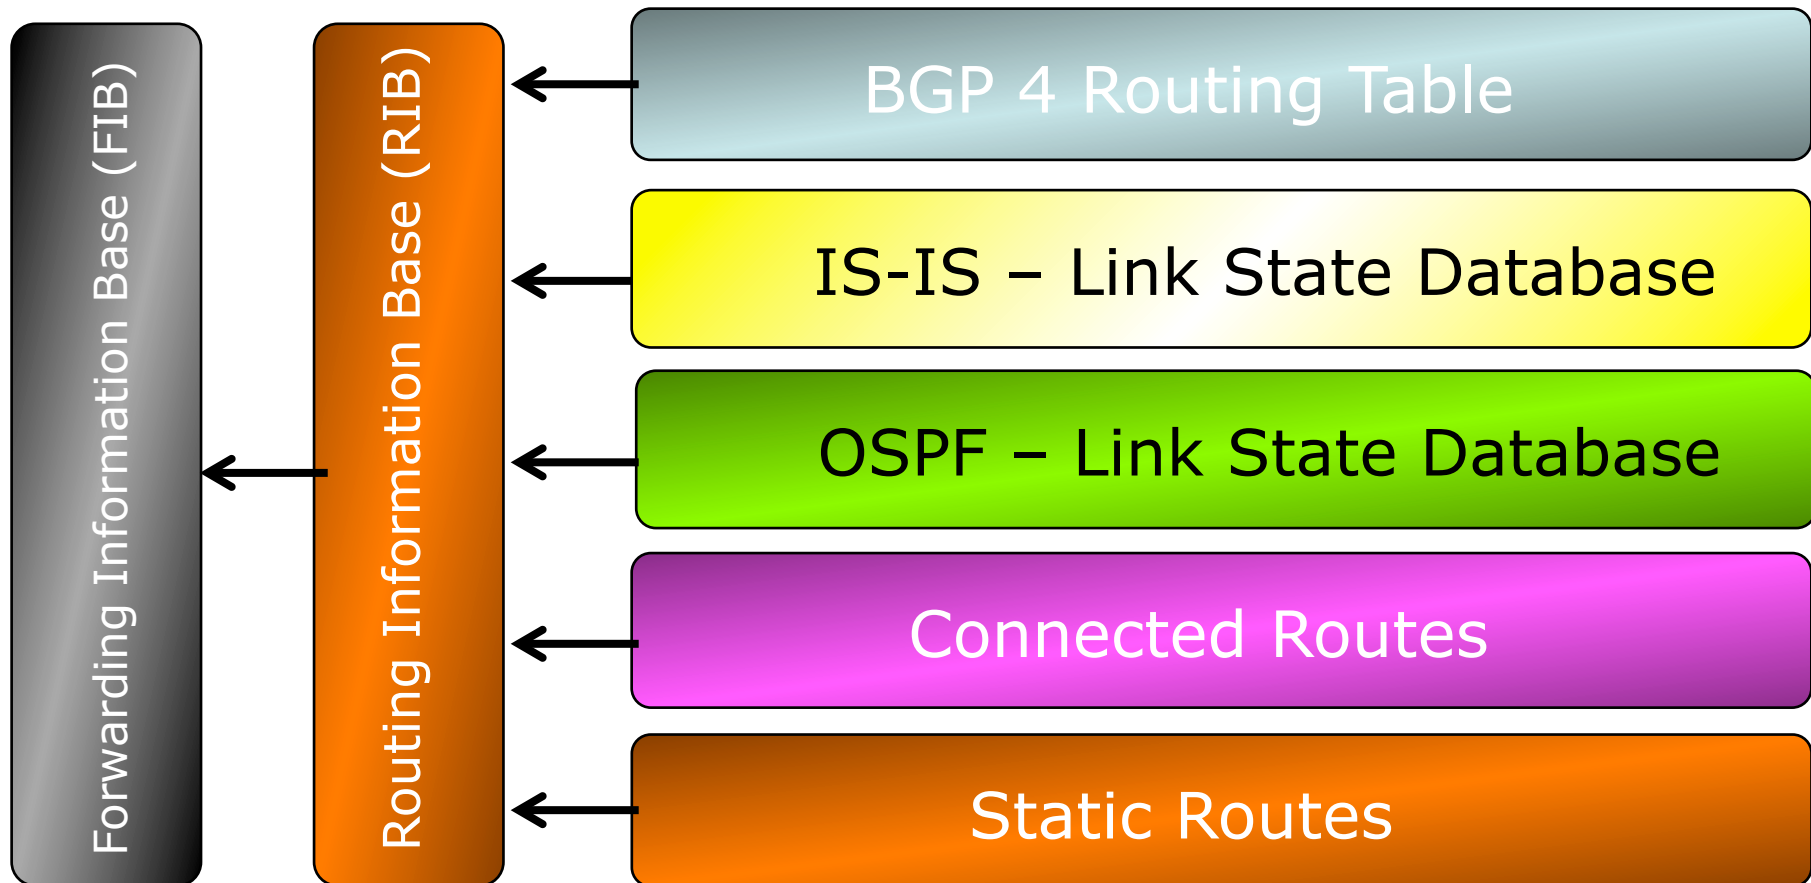 Forwarding Information Base (FIB)
Routing Information Base (RIB)
BGP 4 Routing Table
IS-IS – Link State Database
OSPF – Link State Database
Connected Routes
Static Routes